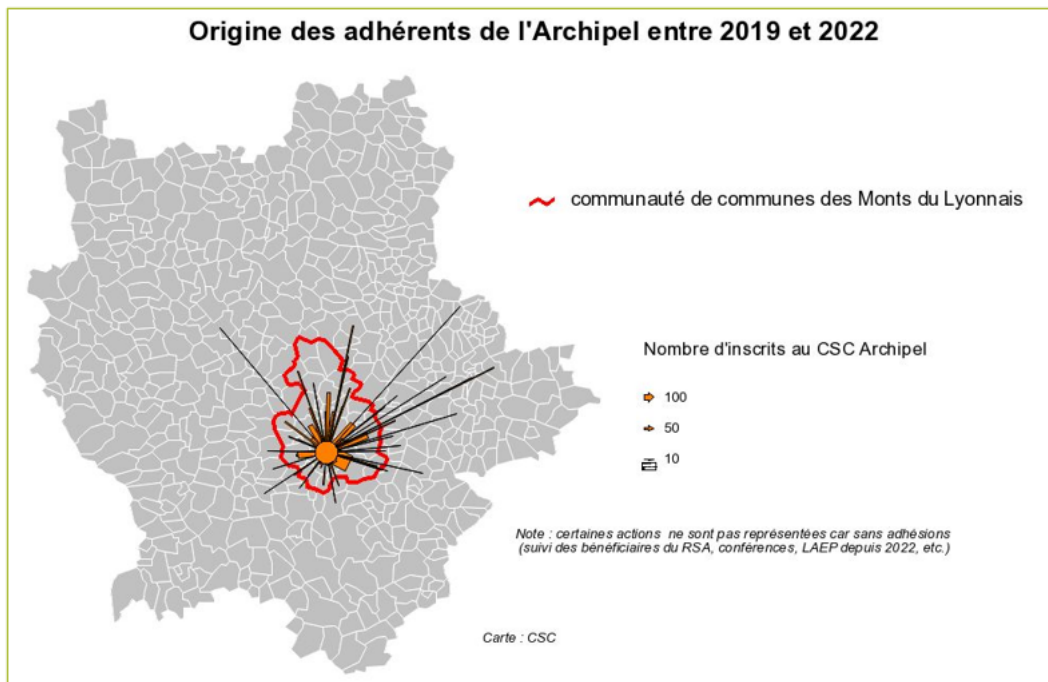 Origine des adhérents de l'Archipel entre 2019 et 2022
communauté de communes des Monts du Lyonnais
Nombre d'inscrits au CSC Archipel
100
50
10
Note : certaines actions ne sont pas représentées car sans adhésions
(suivi des bénéficiaires du RSA, conférences, LAEP depuis 2022, etc.)
Carte : CSC